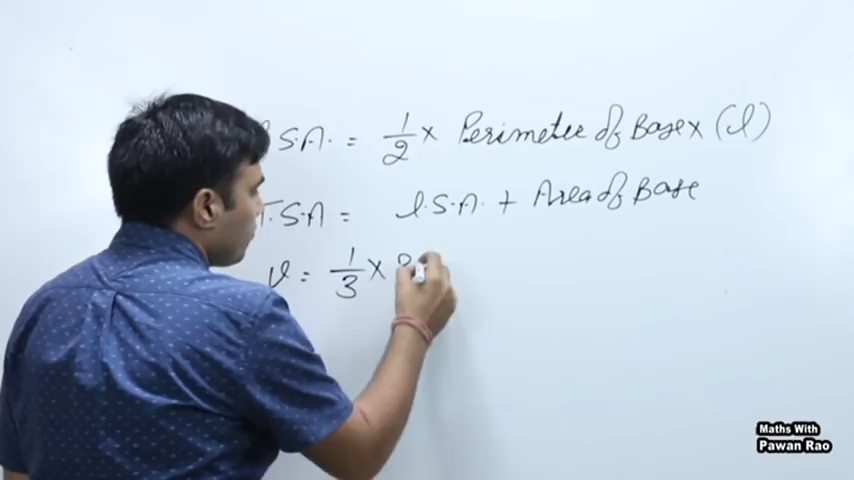 S.A. = 1/2 × Perimeter of Base × (l)
T.S.A = l.S.A. + Area of Base
V = 1/3 ×
Maths With
Pawan Rao